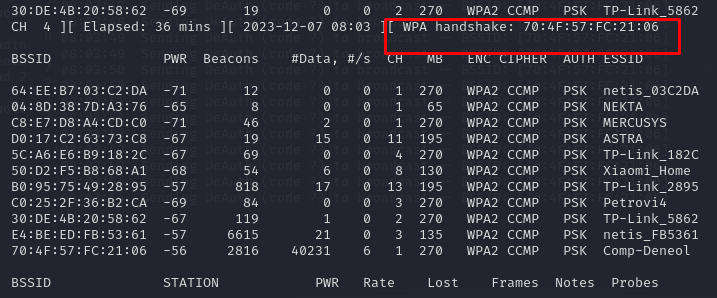 30:DE:4B:20:58:62 -69 19 0 0 2 270 WPA2 CCMP PSK TP-Link_5862
CH 4 ][ Elapsed: 36 mins ][ 2023-12-07 08:03 ][ WPA handshake: 70:4F:57:FC:21:06
BSSID PWR Beacons #Data, #/s CH MB ENC CIPHER AUTH ESSID
64:EE:B7:03:C2:DA -71 12 0 0 1 270 WPA2 CCMP PSK netis_03C2DA
04:8D:38:7D:A3:76 -65 8 0 0 1 65 WPA2 CCMP PSK NEKTA
C8:E7:D8:A4:CD:C0 -71 46 2 0 1 270 WPA2 CCMP PSK MERCUSYS
D0:17:C2:63:73:C8 -67 19 15 0 11 195 WPA2 CCMP PSK ASTRA
5C:A6:E6:B9:18:2C -67 69 0 0 4 270 WPA2 CCMP PSK TP-Link_182C
50:D2:F5:B8:68:A1 -68 54 6 0 8 130 WPA2 CCMP PSK Xiaomi_Home
B0:95:75:49:28:95 -57 818 17 0 13 195 WPA2 CCMP PSK TP-Link_2895
C0:25:2F:36:B2:CA -69 84 0 0 3 270 WPA2 CCMP PSK Petrovi4
30:DE:4B:20:58:62 -67 119 1 0 2 270 WPA2 CCMP PSK TP-Link_5862
E4:BE:ED:FB:53:61 -57 6615 21 0 3 135 WPA2 CCMP PSK netis_FB5361
70:4F:57:FC:21:06 -56 2816 40231 6 1 270 WPA2 CCMP PSK Comp-Deneol
BSSID STATION PWR Rate Lost Frames Notes Probes